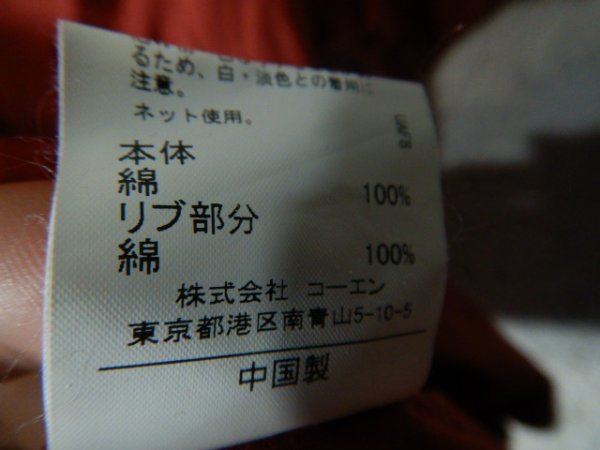 るため、白・淡色との着用に
注意。
ネット使用。
本体
綿 100%
リブ部分
綿 100%
株式会社 コーエン
東京都港区南青山5-10-5
中国製